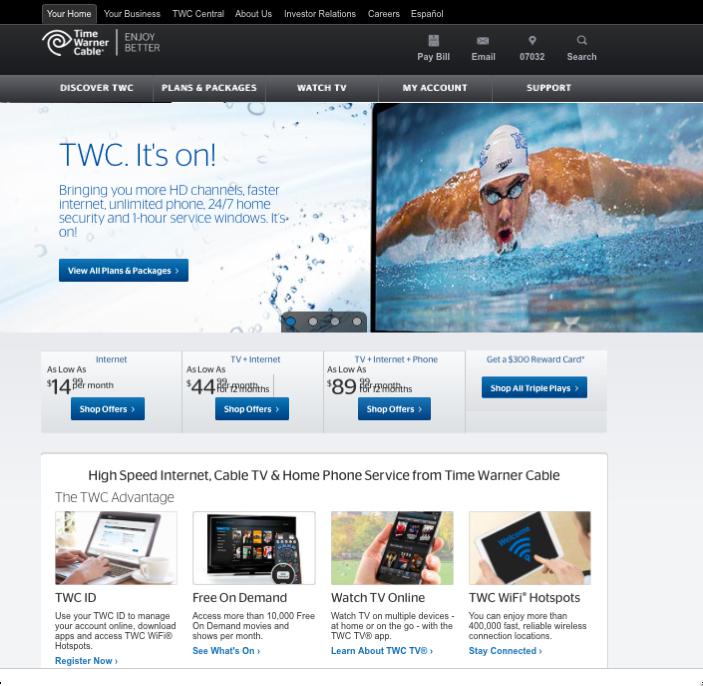 Your Home Your Business TWC Central About Us Investor Relations Careers Español
Time Warner Cable® | ENJOY BETTER
Pay Bill Email 07032 Search
DISCOVER TWC PLANS & PACKAGES WATCH TV MY ACCOUNT SUPPORT
TWC. It's on!
Bringing you more HD channels, faster
internet, unlimited phone, 24/7 home
security and 1-hour service windows. It's
on!
View All Plans & Packages ›
speedo
Internet
As Low As
$14.99 per month
Shop Offers ›
TV + Internet
As Low As
$44.99 per month
for 12 months
Shop Offers ›
TV + Internet + Phone
As Low As
$89.99 per month
for 12 months
Shop Offers ›
Get a $300 Reward Card*
Shop All Triple Plays ›
High Speed Internet, Cable TV & Home Phone Service from Time Warner Cable
The TWC Advantage
Welcome
TWC ID
Use your TWC ID to manage
your account online, download
apps and access TWC WiFi®
Hotspots.
Register Now ›
Free On Demand
Access more than 10,000 Free
On Demand movies and
shows per month.
See What's On ›
Watch TV Online
Watch TV on multiple devices -
at home or on the go - with the
TWC TV® app.
Learn About TWC TV® ›
TWC WiFi® Hotspots
You can enjoy more than
400,000 fast, reliable wireless
connection locations.
Stay Connected ›